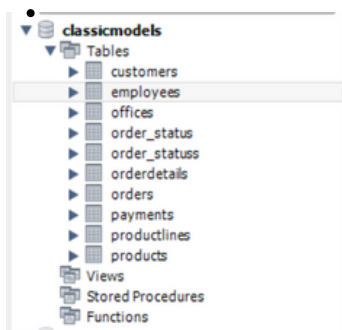 classicmodels
Tables
customers
employees
offices
order_status
order_statuss
orderdetails
orders
payments
productlines
products
Views
Stored Procedures
Functions